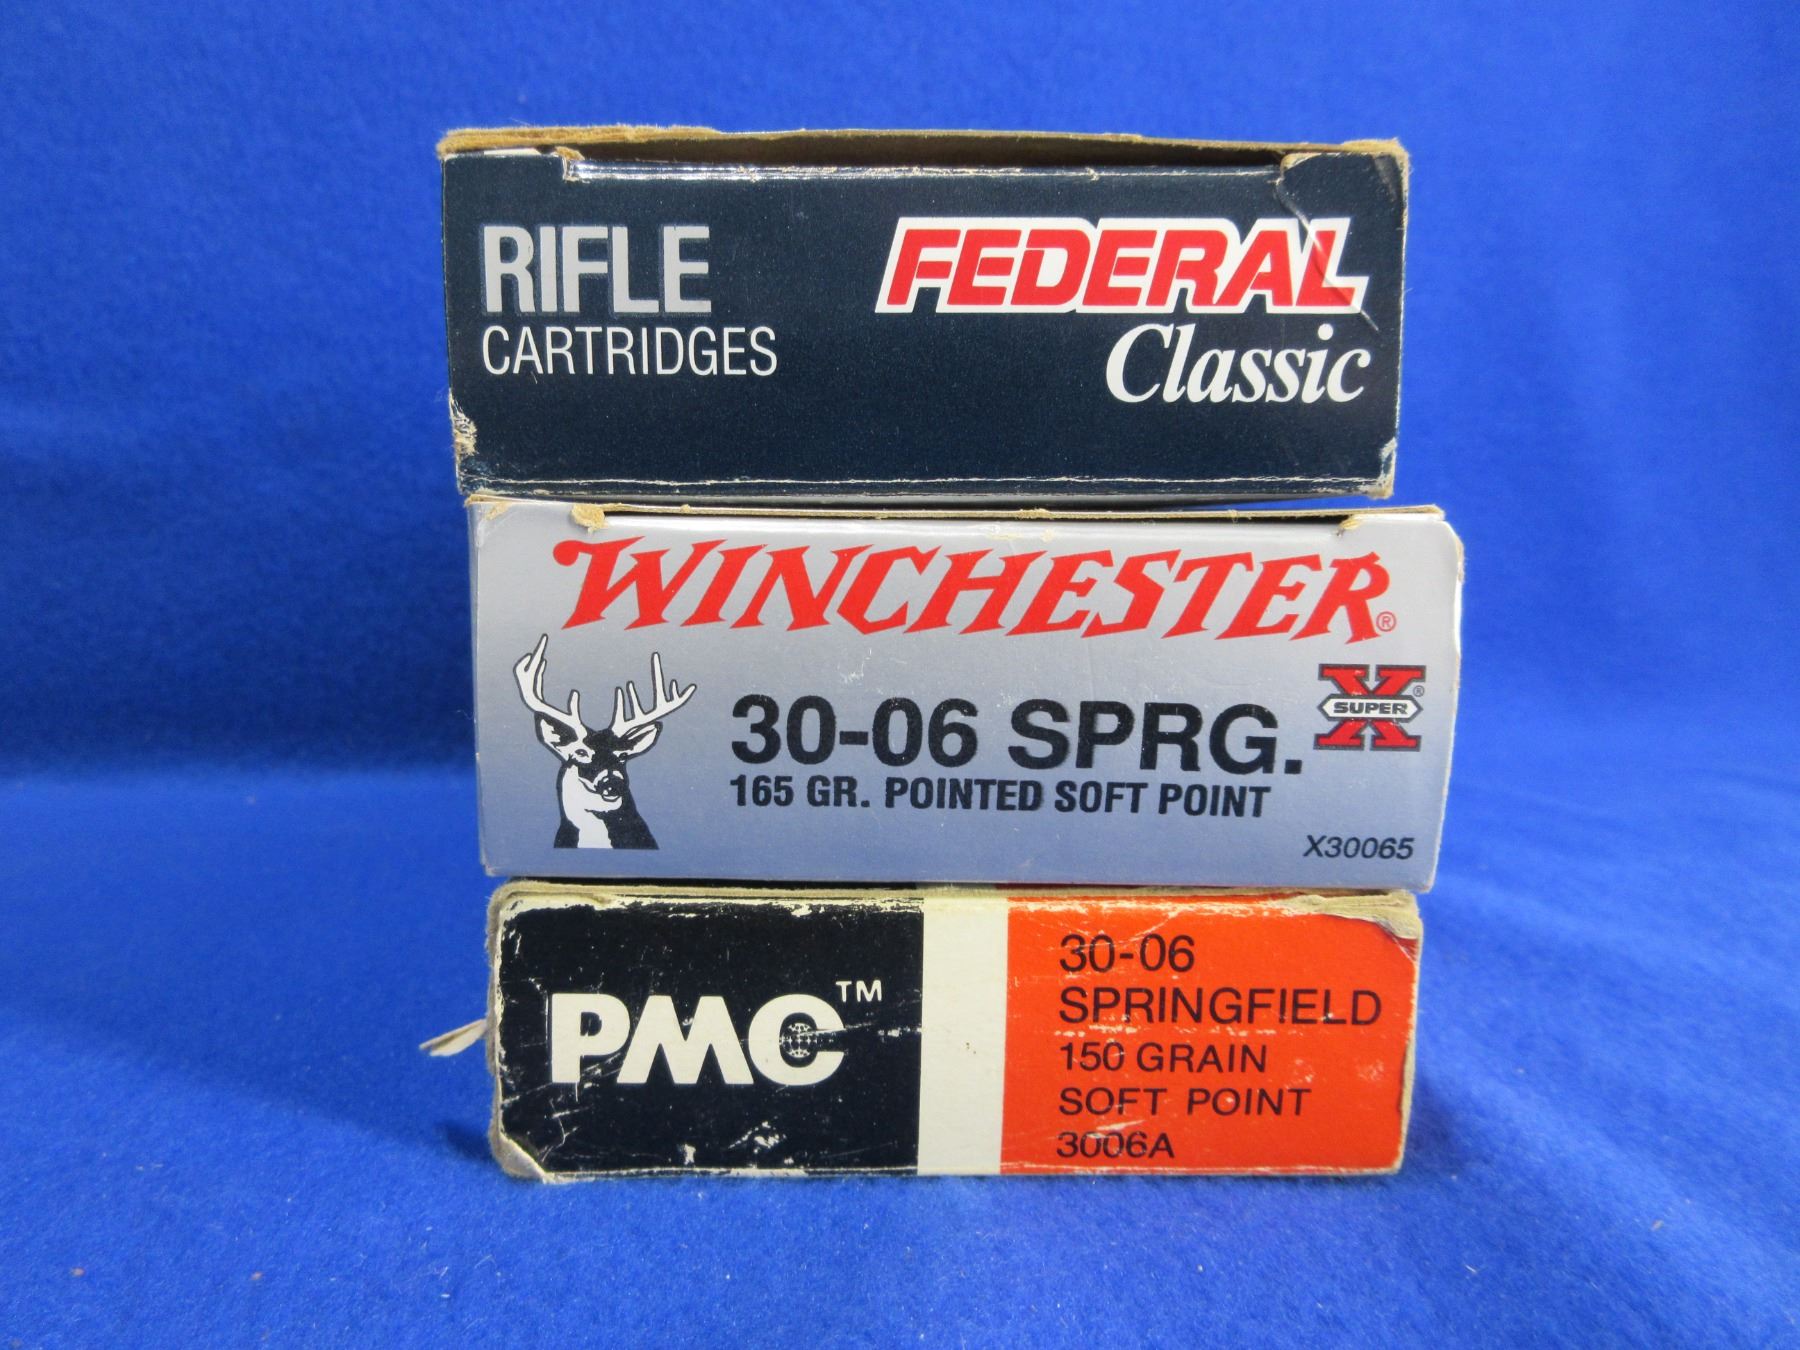 RIFLE
CARTRIDGES
FEDERAL
Classic
WINCHESTER®
30-06 SPRG.
165 GR. POINTED SOFT POINT
X®
SUPER
X30065
PMC™
30-06
SPRINGFIELD
150 GRAIN
SOFT POINT
3006A